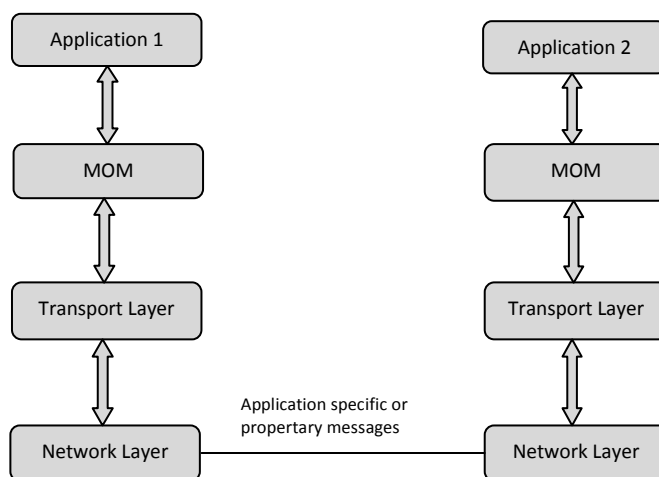 Application 1
Application 2
MOM
MOM
Transport Layer
Transport Layer
Application specific or
propertary messages
Network Layer
Network Layer